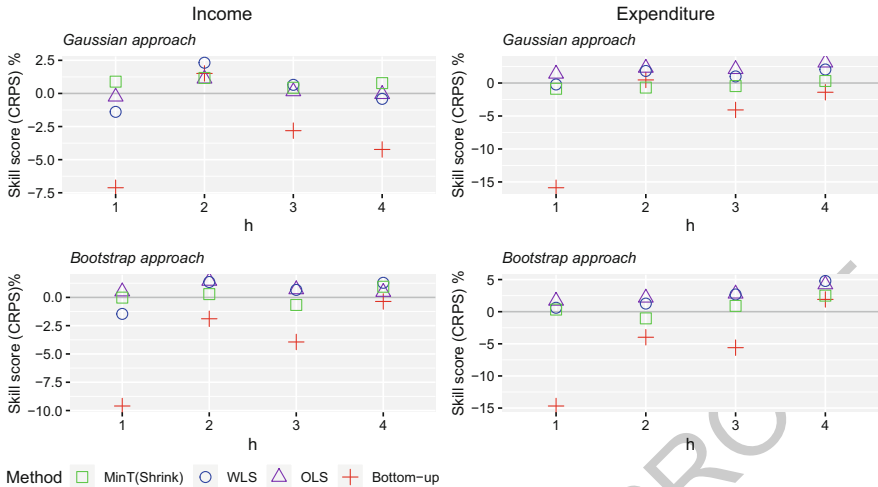 Income
Expenditure
Gaussian approach
Gaussian approach
Skill score (CRPS) %
2.5
0.0
−2.5
−5.0
−7.5
1 2 3 4
h
Skill score (CRPS) %
0
−5
−10
−15
1 2 3 4
h
Bootstrap approach
Bootstrap approach
Skill score (CRPS)%
0.0
−2.5
−5.0
−7.5
−10.0
1 2 3 4
h
Skill score (CRPS) %
5
0
−5
−10
−15
1 2 3 4
h
Method MinT(Shrink) WLS OLS Bottom−up